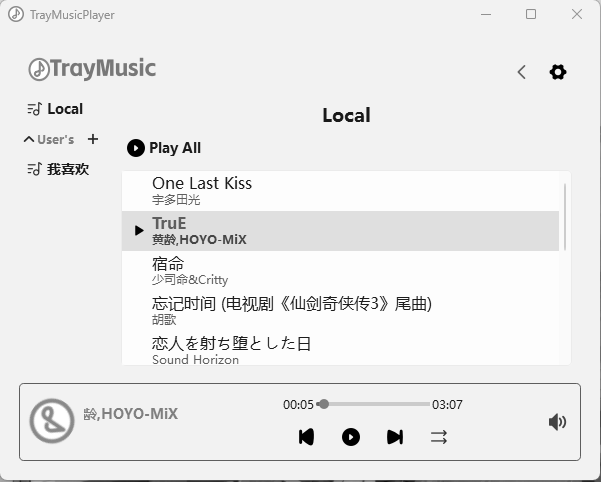 TrayMusicPlayer
TrayMusic
Local
User's
我喜欢
Local
Play All
One Last Kiss
宇多田光
TruE
黄龄,HOYO-MiX
宿命
少司命&Critty
忘记时间 (电视剧《仙剑奇侠传3》尾曲)
胡歌
恋人を射ち堕とした日
Sound Horizon
龄,HOYO-MiX
00:05
03:07